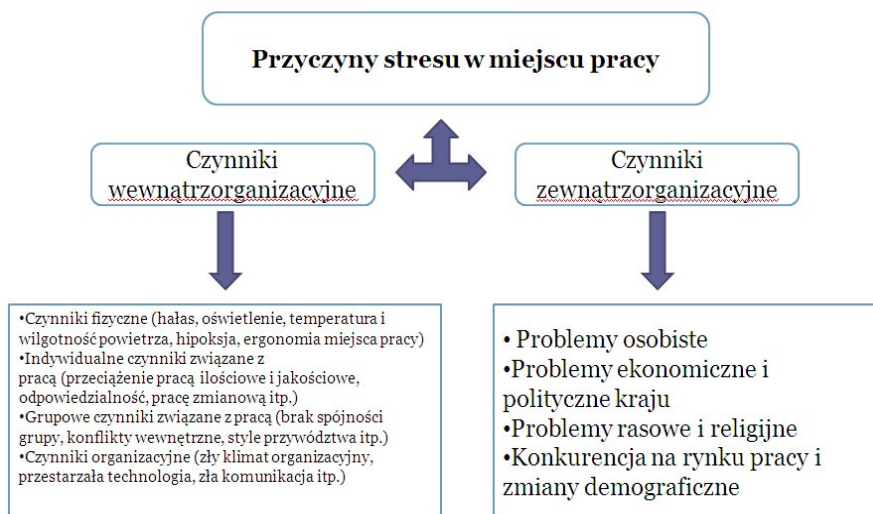 Przyczyny stresu w miejscu pracy
Czynniki
wewnątrzorganizacyjne
Czynniki
zewnątrzorganizacyjne
•Czynniki fizyczne (hałas, oświetlenie, temperatura i
wilgotność powietrza, hipoksja, ergonomia miejsca pracy)
•Indywidualne czynniki związane z
pracą (przeciążenie pracą ilościowe i jakościowe,
odpowiedzialność, pracę zmianową itp.)
•Grupowe czynniki związane z pracą (brak spójności
grupy, konflikty wewnętrzne, style przywództwa itp.)
•Czynniki organizacyjne (zły klimat organizacyjny,
przestarzała technologia, zła komunikacja itp.)
• Problemy osobiste
•Problemy ekonomiczne i
polityczne kraju
•Problemy rasowe i religijne
•Konkurencja na rynku pracy i
zmiany demograficzne